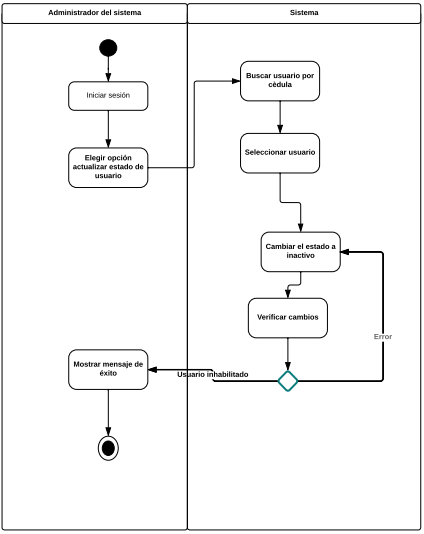 Administrador del sistema
Sistema
Iniciar sesión
Elegir opción
actualizar estado de
usuario
Buscar usuario por
cèdula
Seleccionar usuario
Cambiar el estado a
inactivo
Verificar cambios
Error
Usuario inhabilitado
Mostrar mensaje de
éxito